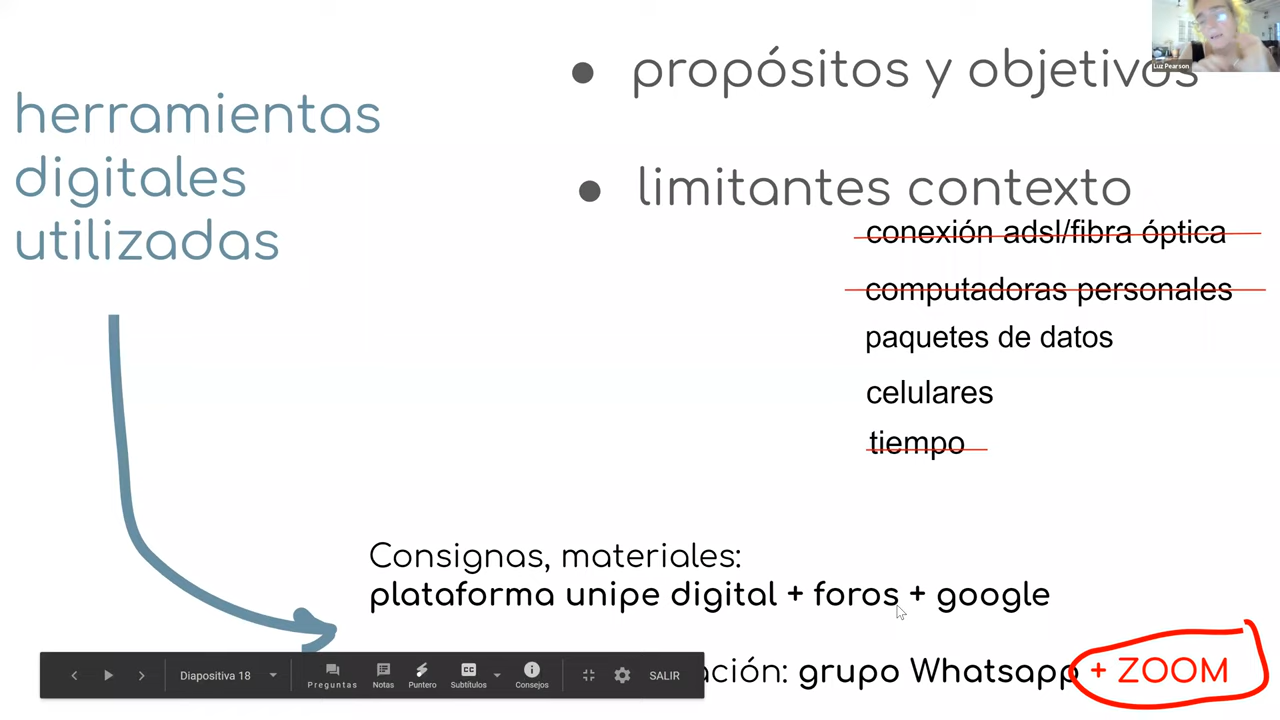 herramientas
digitales
utilizadas
propósitos y objetivos
limitantes contexto
conexión adsl/fibra óptica
computadoras personales
paquetes de datos
celulares
tiempo
Consignas, materiales:
plataforma unipe digital + foros + google
ación: grupo Whatsapp + ZOOM
Luz Pearson
Diapositiva 18
Preguntas
Notas
Puntero
CC
Subtítulos
Consejos
SALIR